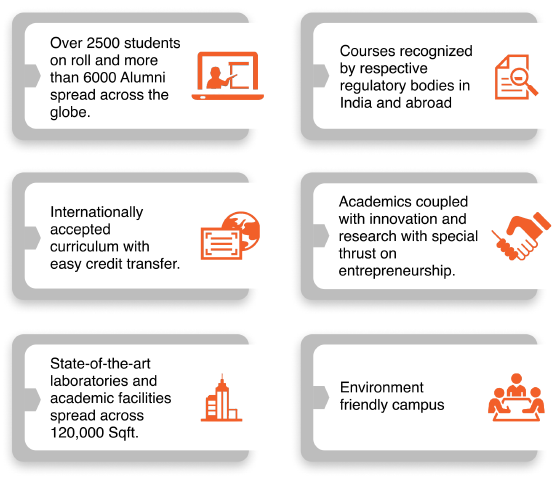 Over 2500 students
on roll and more
than 6000 Alumni
spread across the
globe.
Courses recognized
by respective
regulatory bodies in
India and abroad
Internationally
accepted
curriculum with
easy credit transfer.
Academics coupled
with innovation and
research with special
thrust on
entrepreneurship.
State-of-the-art
laboratories and
academic facilities
spread across
120,000 Sqft.
Environment
friendly campus